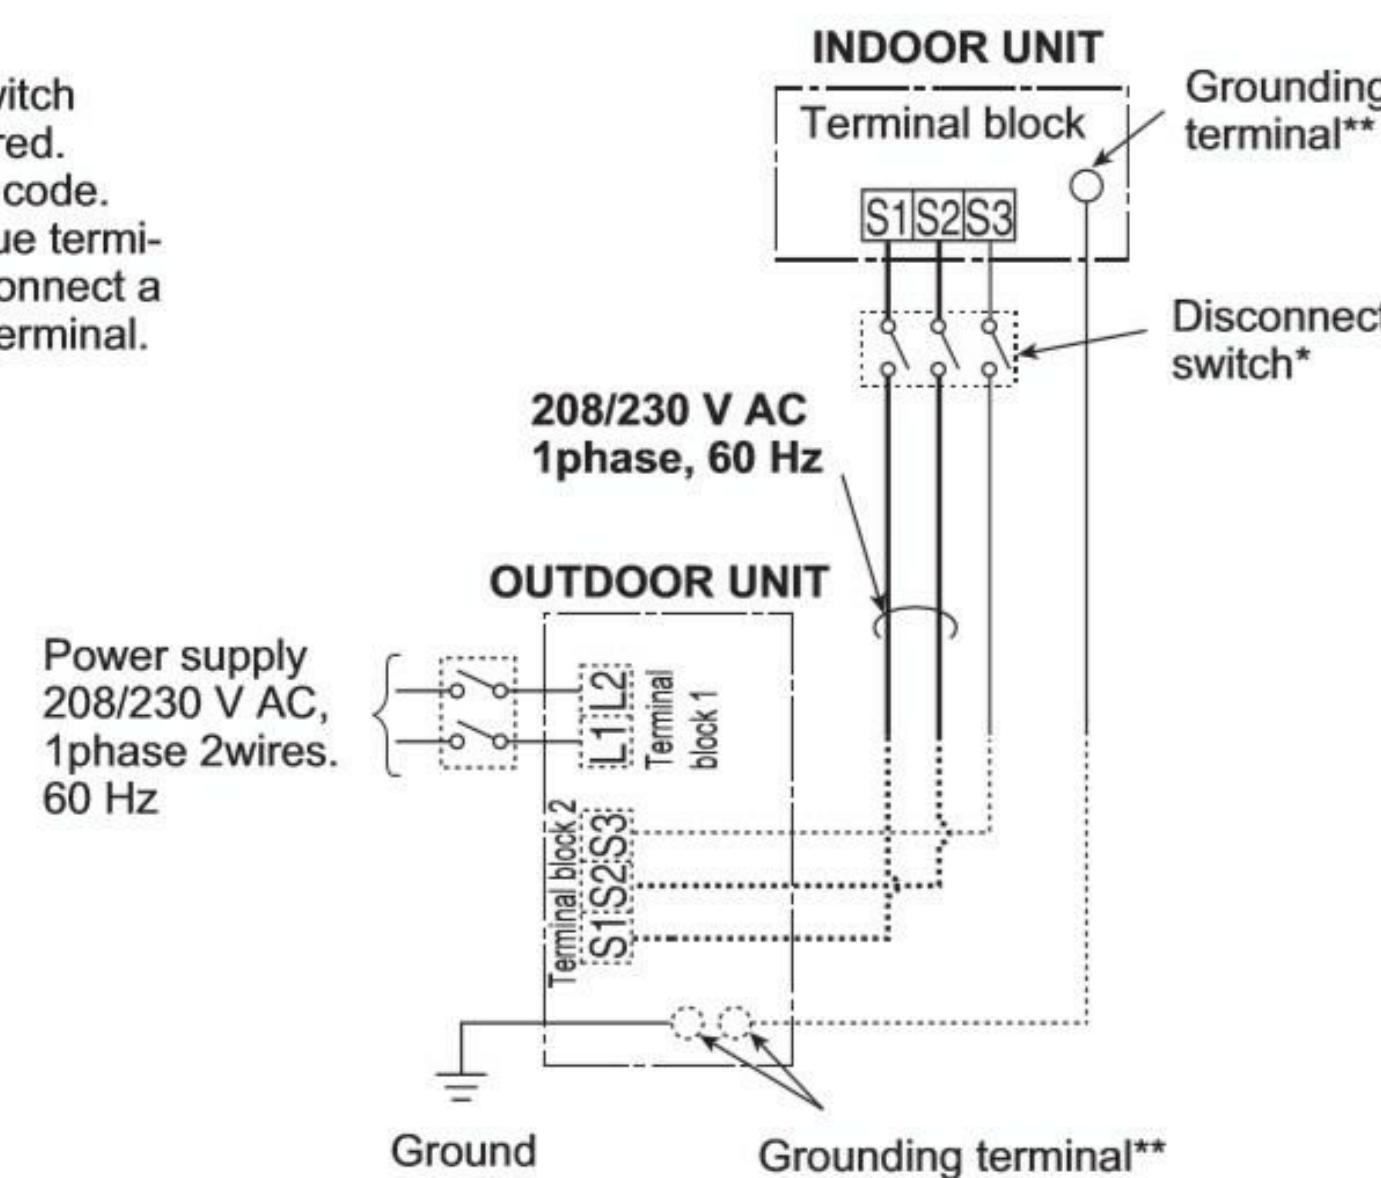 witch
red.
code.
ue termi-
onnect a
erminal.
INDOOR UNIT
Terminal block
Grounding
terminal**
S1 S2 S3
Disconnect
switch*
208/230 V AC
1phase, 60 Hz
OUTDOOR UNIT
Power supply
208/230 V AC,
1phase 2wires.
60 Hz
L2
L1
Terminal
block 1
Terminal block 2
S3
S2
S1
Ground
Grounding terminal**